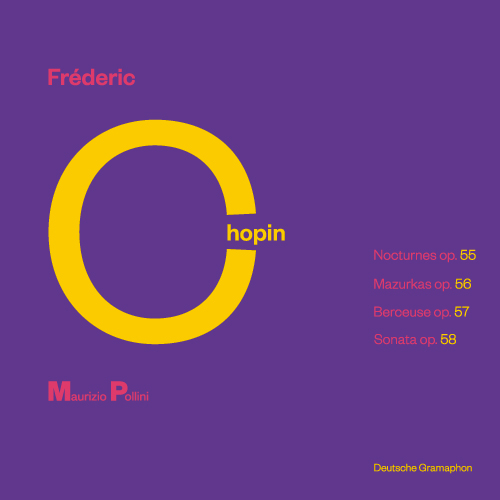 Fréderic
Chopin
Nocturnes op. 55
Mazurkas op. 56
Berceuse op. 57
Sonata op. 58
Maurizio Pollini
Deutsche Gramaphon